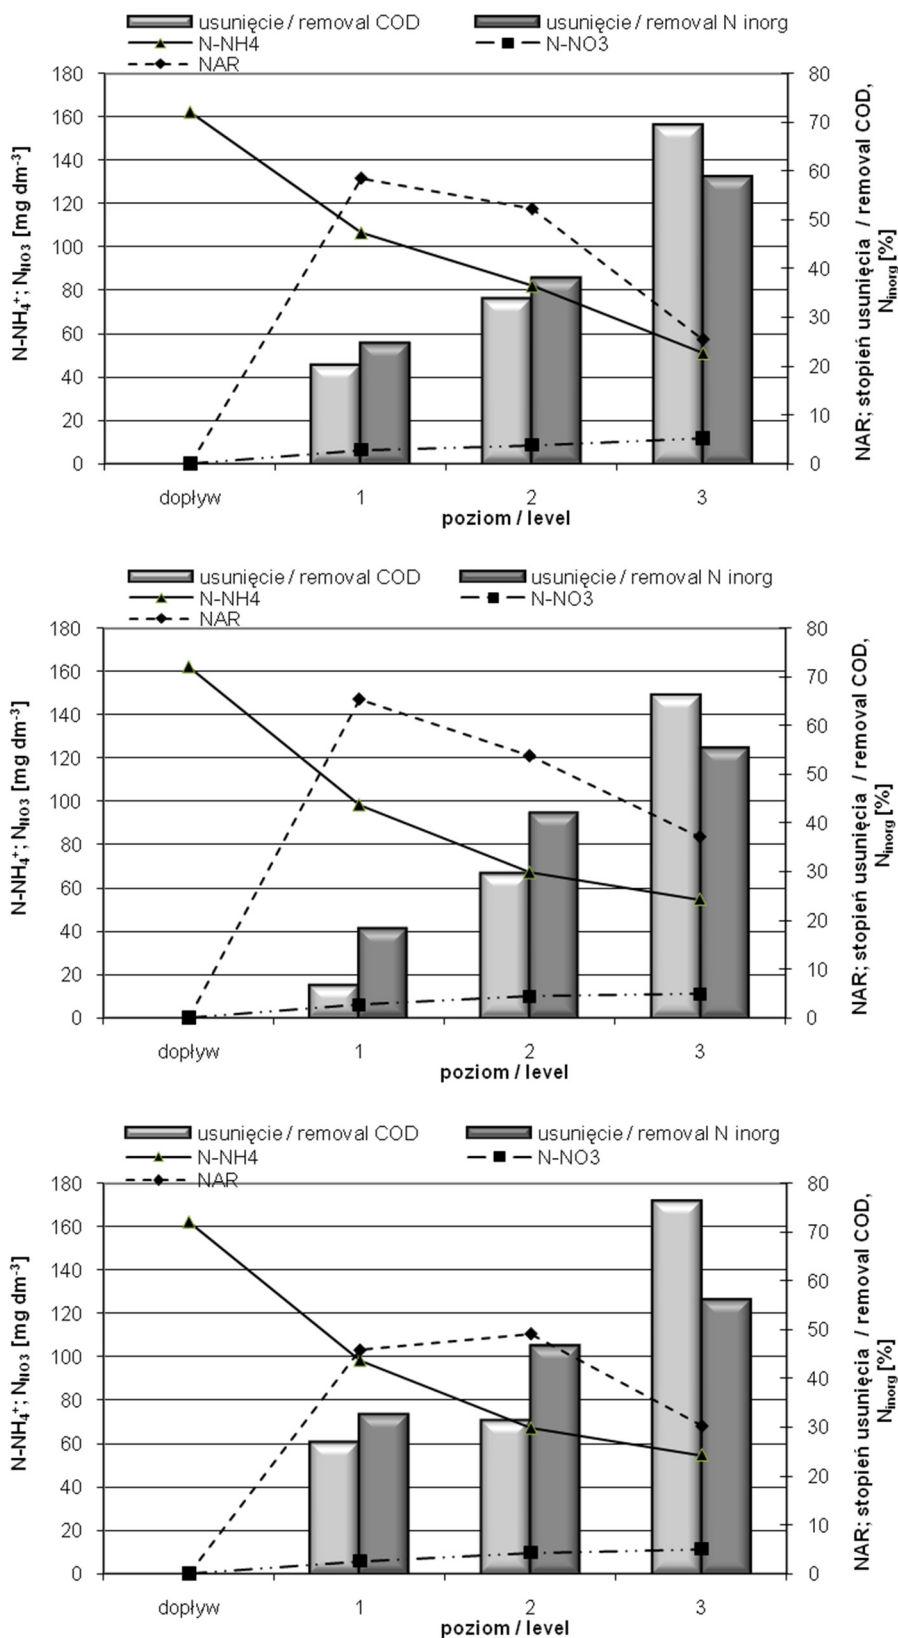 usunięcie / removal COD usunięcie / removal N inorg
N-NH4 N-NO3
NAR
180 80
160 70
140 60
120 50
100 40
80 30
60 20
40 10
20 0
0
N-NH₄⁺; N_NO3 [mg dm⁻³]
NAR; stopień usunięcia / removal COD,
N_inorg [%]
dopływ 1 2 3
poziom / level
usunięcie / removal COD usunięcie / removal N inorg
N-NH4 N-NO3
NAR
180 80
160 70
140 60
120 50
100 40
80 30
60 20
40 10
20 0
0
N-NH₄⁺; N_NO3 [mg dm⁻³]
NAR; stopień usunięcia / removal COD,
N_inorg [%]
dopływ 1 2 3
poziom / level
usunięcie / removal COD usunięcie / removal N inorg
N-NH4 N-NO3
NAR
180 80
160 70
140 60
120 50
100 40
80 30
60 20
40 10
20 0
0
N-NH₄⁺; N_NO3 [mg dm⁻³]
NAR; stopień usunięcia / removal COD,
N_inorg [%]
dopływ 1 2 3
poziom / level